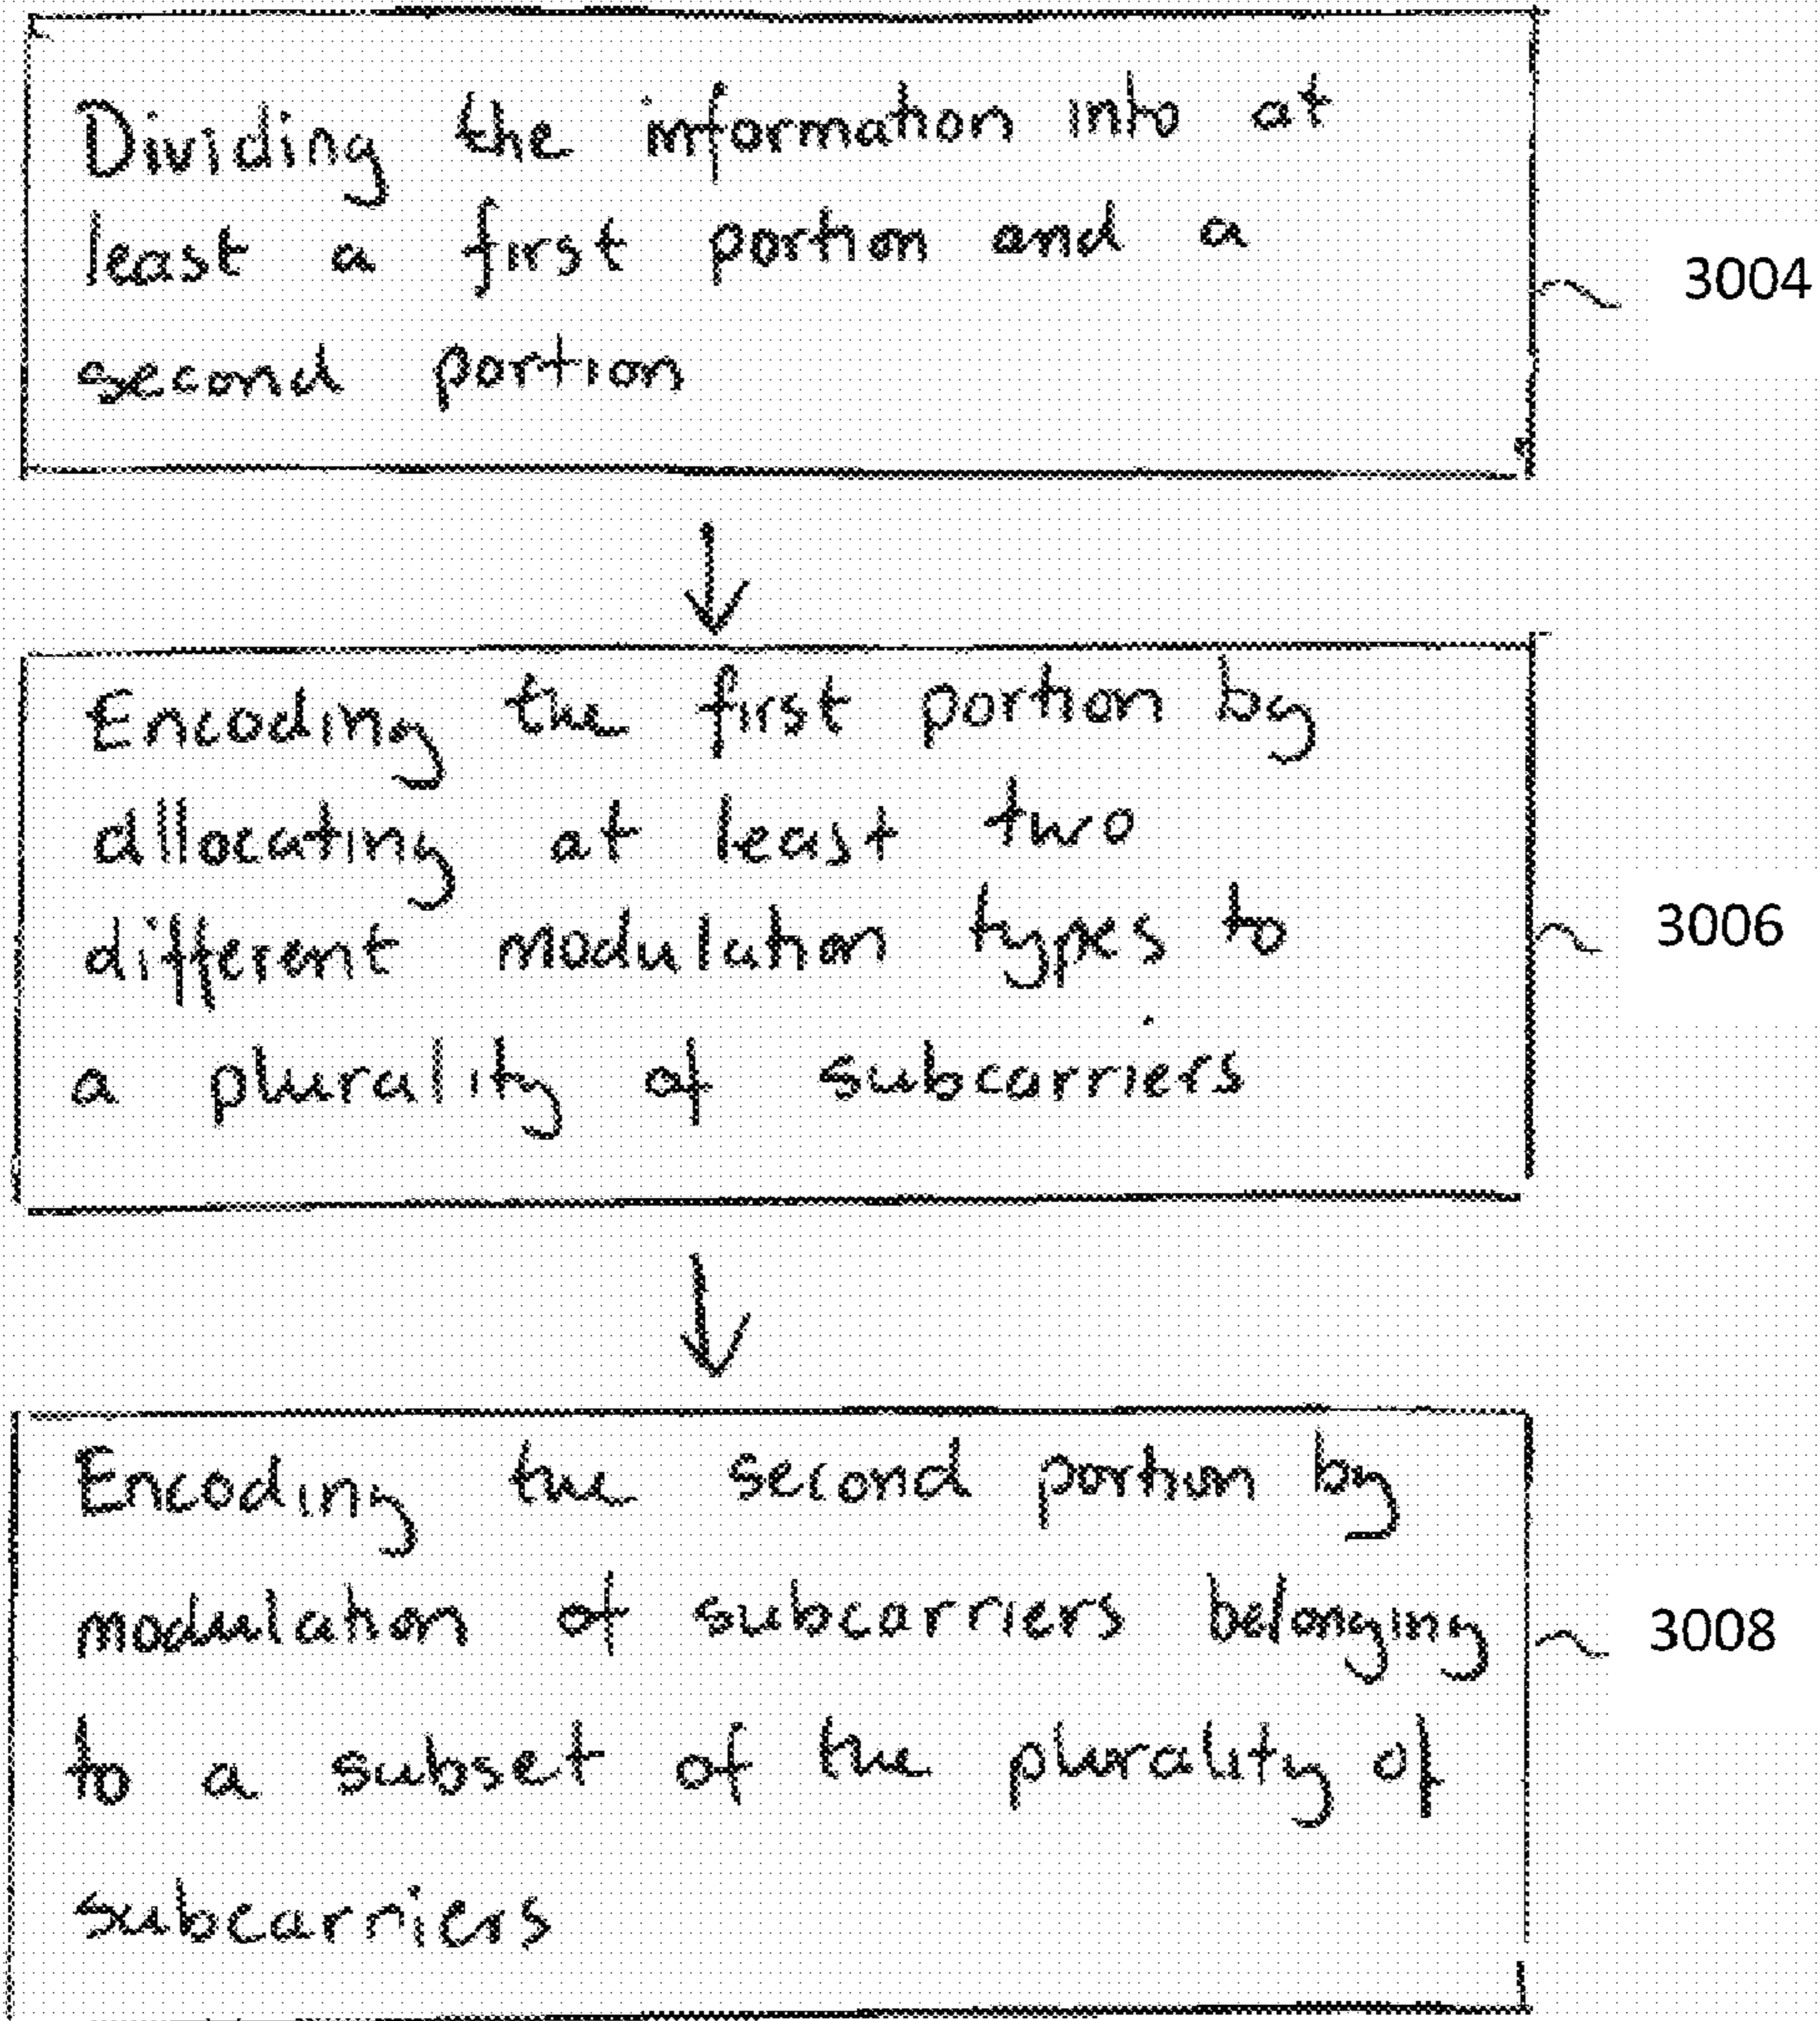 Dividing the information into at
least a first portion and a
second portion
3004
Encoding the first portion by
allocating at least two
different modulation types to
a plurality of subcarriers
3006
Encoding the second portion by
modulation of subcarriers belonging
to a subset of the plurality of
subcarriers
3008